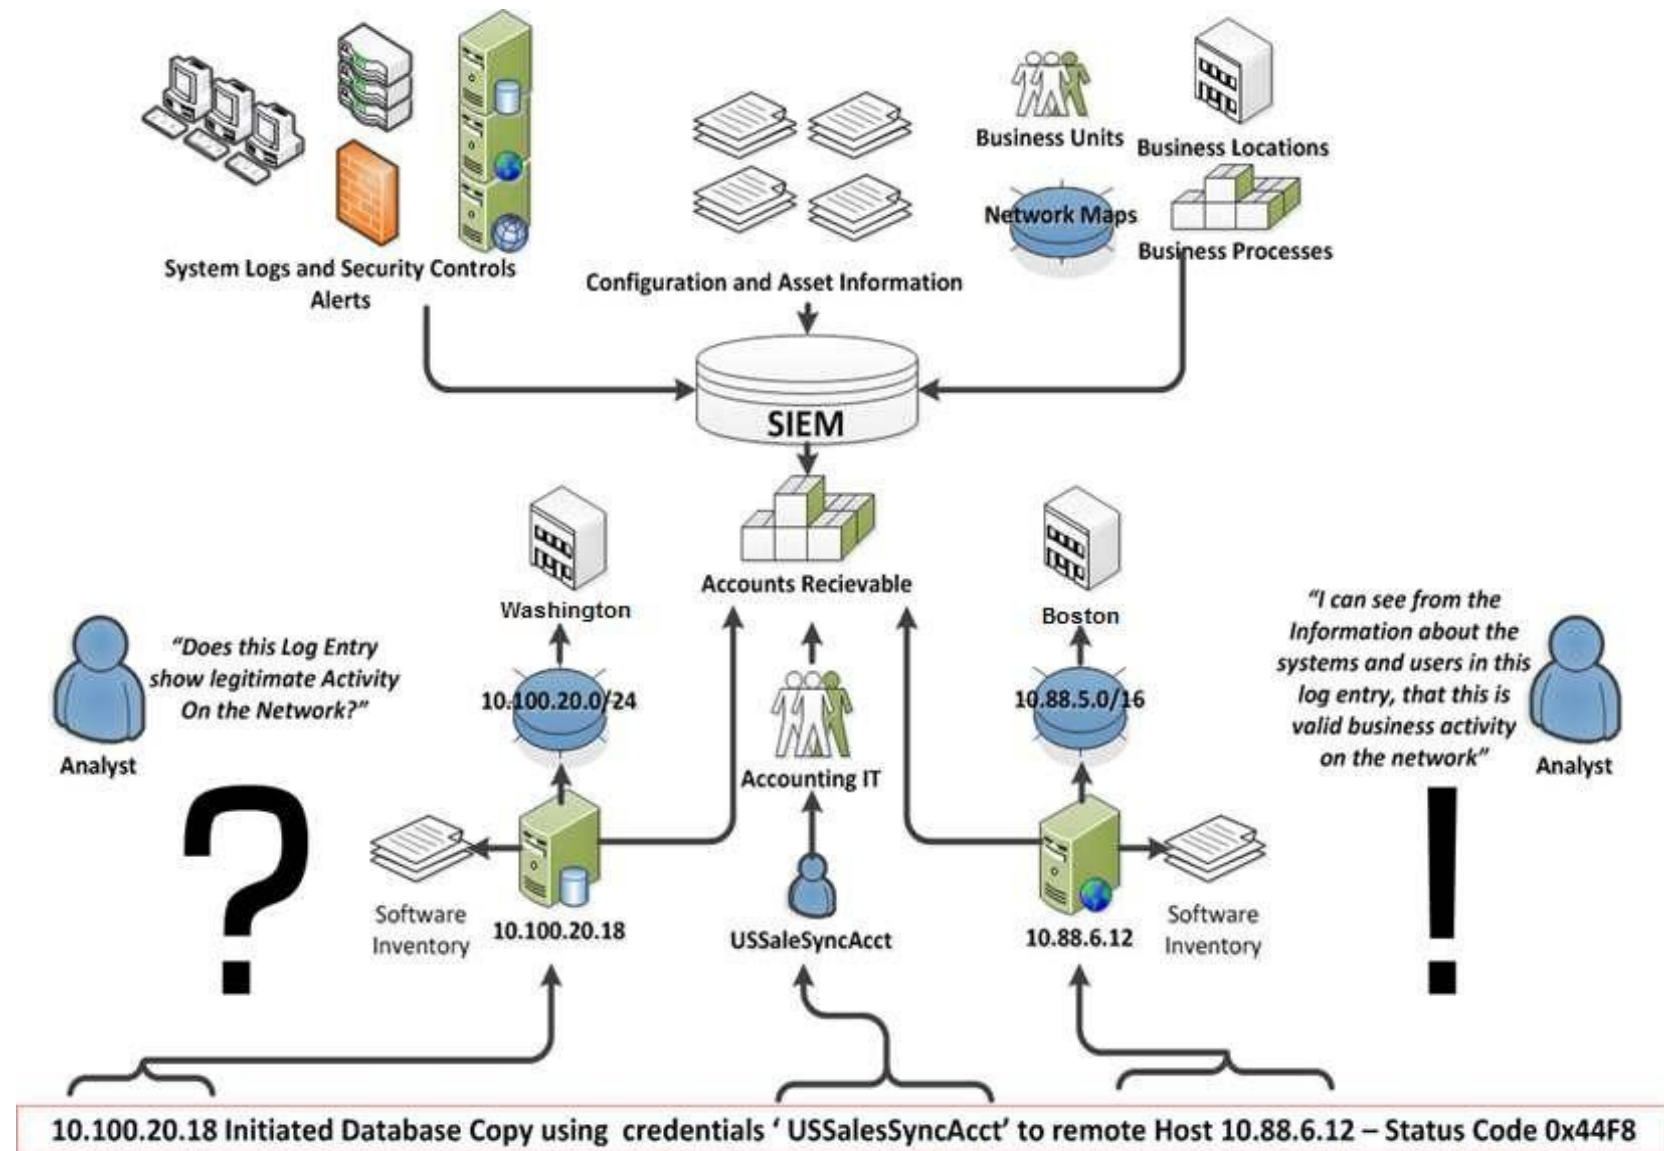 Business Units
Business Locations
Network Maps
Business Processes
System Logs and Security Controls
Alerts
Configuration and Asset Information
SIEM
Accounts Recievable
Washington
Boston
"Does this Log Entry
show legitimate Activity
On the Network?"
Analyst
"I can see from the
Information about the
systems and users in this
log entry, that this is
valid business activity
on the network"
Analyst
10.100.20.0/24
10.88.5.0/16
Accounting IT
Software
Inventory
10.100.20.18
USSaleSyncAcct
10.88.6.12
Software
Inventory
?
!
10.100.20.18 Initiated Database Copy using credentials ' USSalesSyncAcct' to remote Host 10.88.6.12 – Status Code 0x44F8